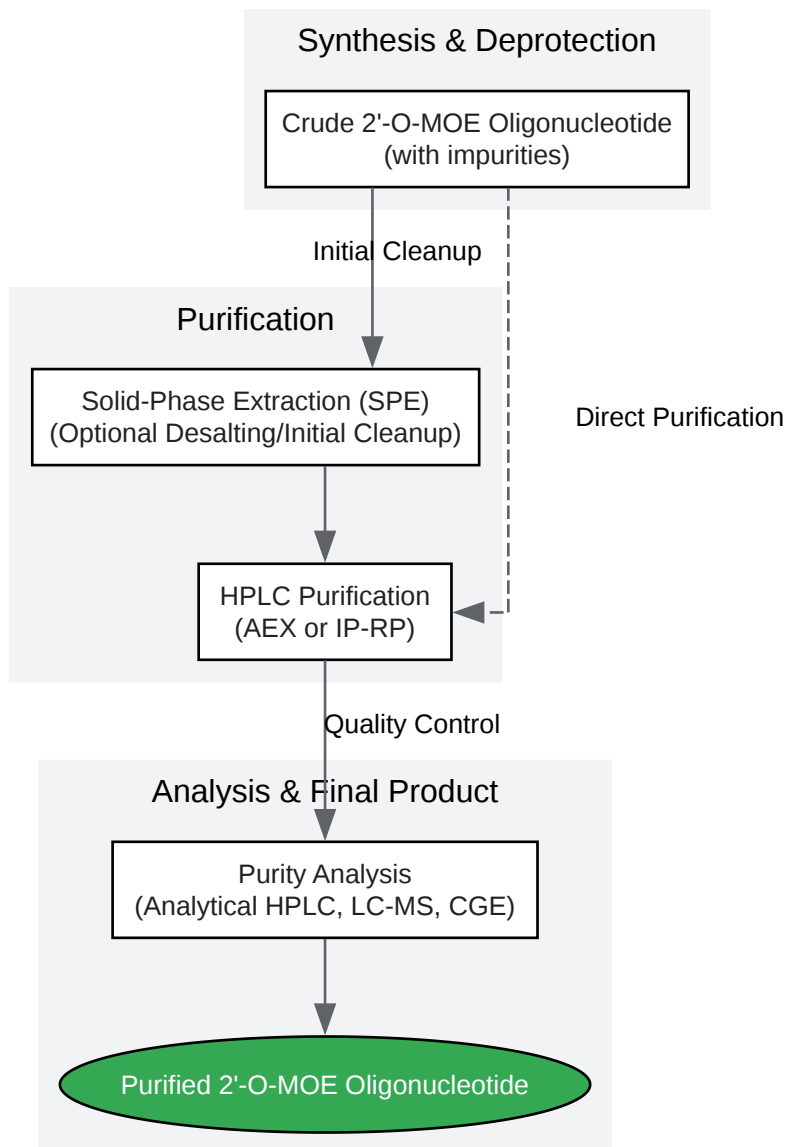 Synthesis & Deprotection
Crude 2'-O-MOE Oligonucleotide
(with impurities)
Initial Cleanup
Purification
Solid-Phase Extraction (SPE)
(Optional Desalting/Initial Cleanup)
Direct Purification
HPLC Purification
(AEX or IP-RP)
Quality Control
Analysis & Final Product
Purity Analysis
(Analytical HPLC, LC-MS, CGE)
Purified 2'-O-MOE Oligonucleotide